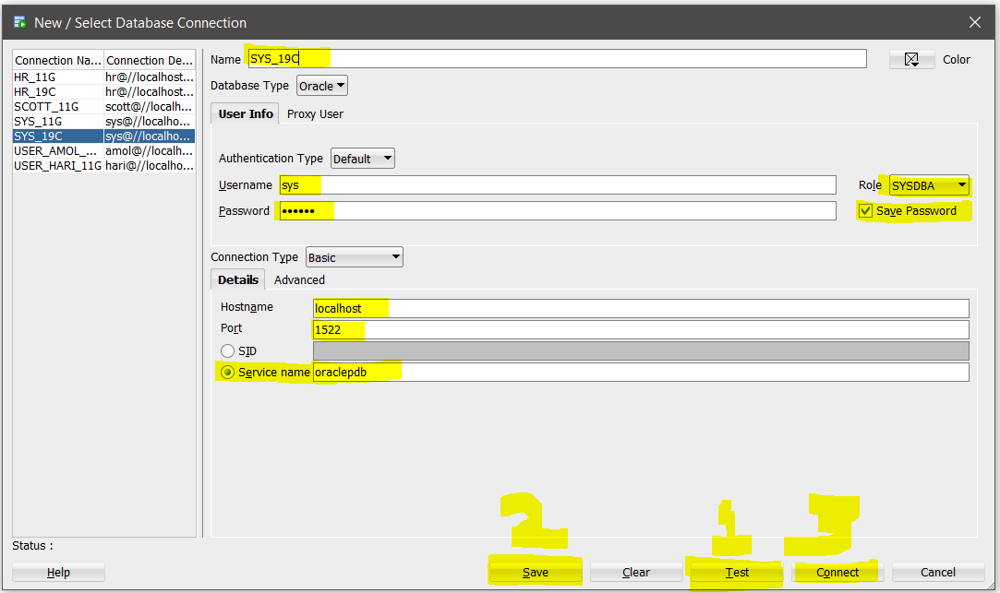 New / Select Database Connection
Connection Na... Connection De...
HR_11G hr@//localhost...
HR_19C hr@//localhost...
SCOTT_11G scott@//localh...
SYS_11G sys@//localho...
SYS_19C sys@//localho...
USER_AMOL_... amol@//localh...
USER_HARI_11G hari@//localho...
Name SYS_19C Color
Database Type Oracle
User Info Proxy User
Authentication Type Default
Username sys Role SYSDBA
Password •••••• Save Password
Connection Type Basic
Details Advanced
Hostname localhost
Port 1522
SID
Service name oraclepdb
2 1 3
Status :
Help Save Clear Test Connect Cancel